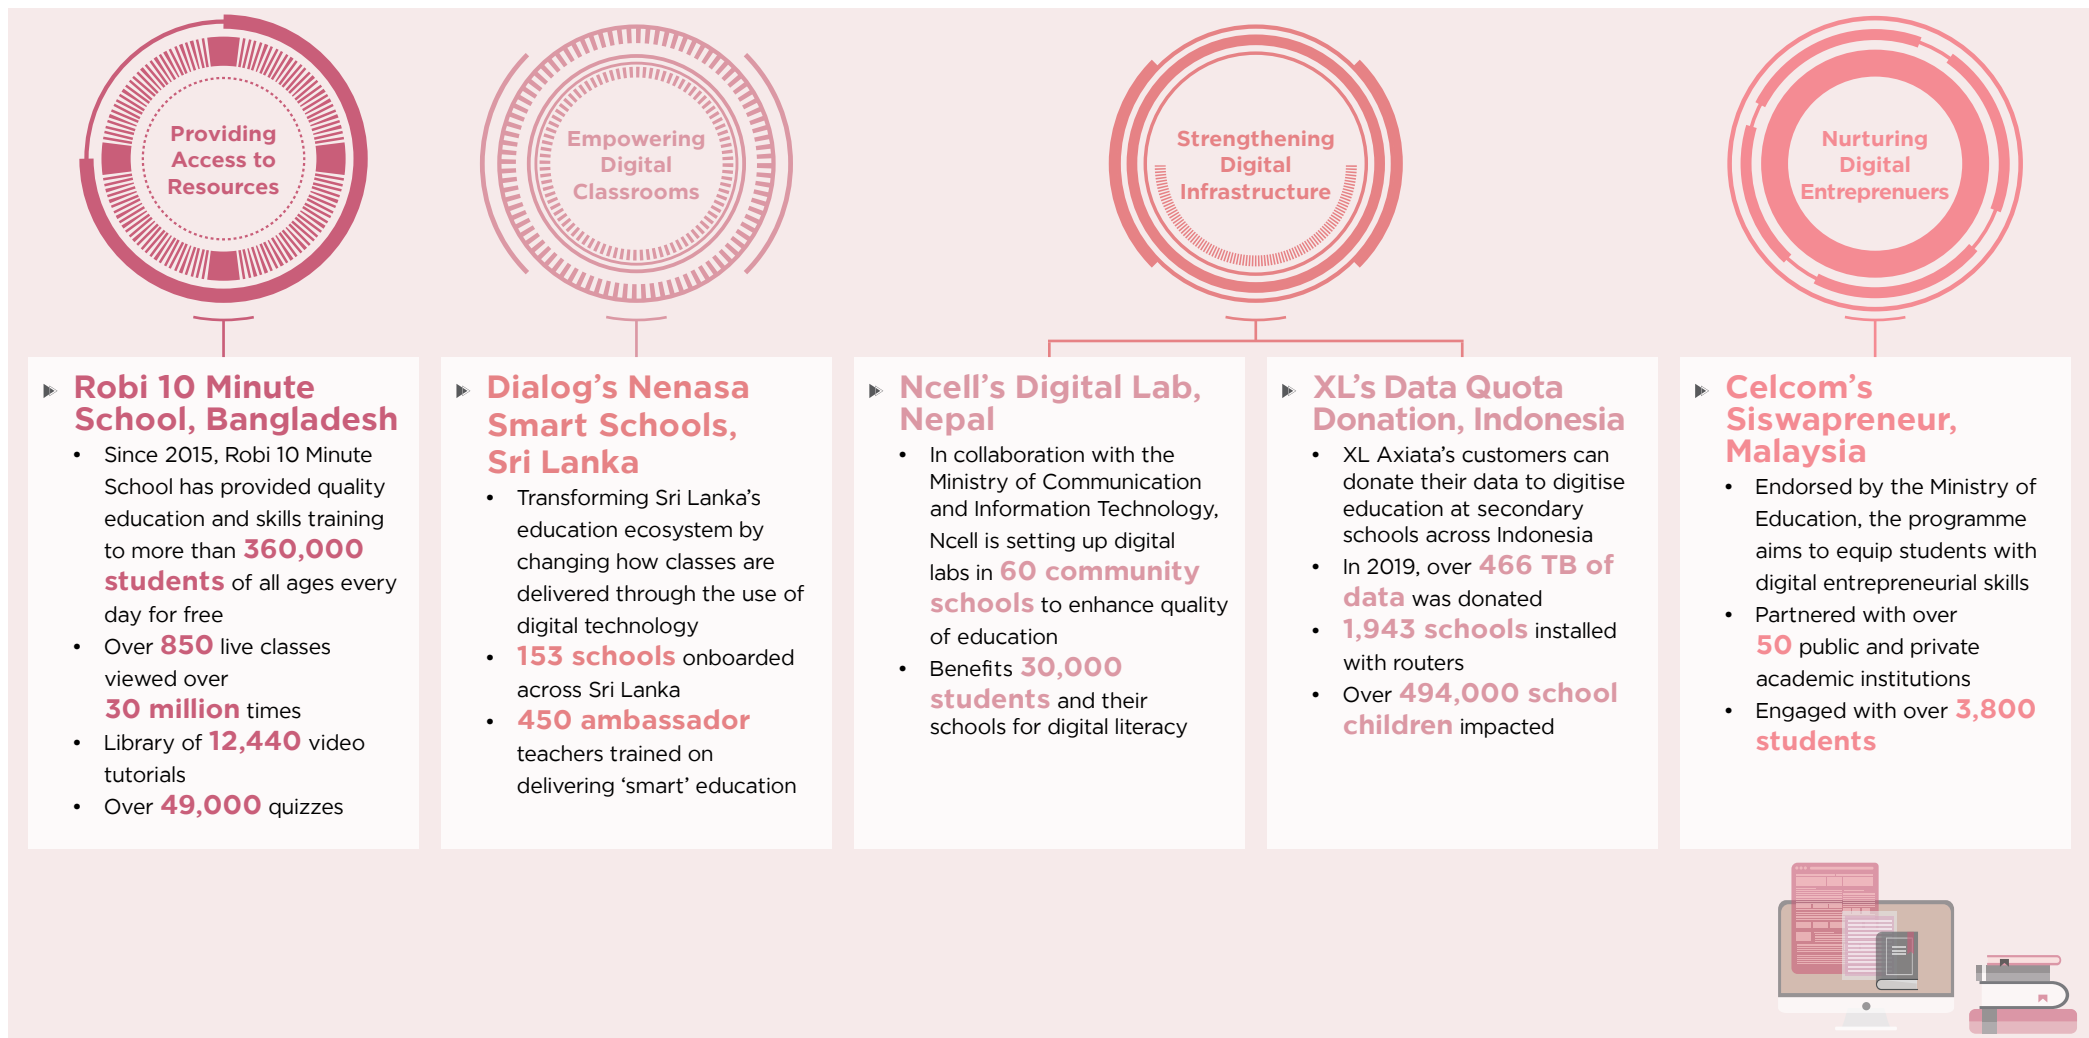 Providing
Access to
Resources
Empowering
Digital
Classrooms
Strengthening
Digital
Infrastructure
Nurturing
Digital
Entreprenuers
Robi 10 Minute
School, Bangladesh
• Since 2015, Robi 10 Minute
School has provided quality
education and skills training
to more than 360,000
students of all ages every
day for free
• Over 850 live classes
viewed over
30 million times
• Library of 12,440 video
tutorials
• Over 49,000 quizzes
Dialog's Nenasa
Smart Schools,
Sri Lanka
• Transforming Sri Lanka's
education ecosystem by
changing how classes are
delivered through the use of
digital technology
• 153 schools onboarded
across Sri Lanka
• 450 ambassador
teachers trained on
delivering 'smart' education
Ncell's Digital Lab,
Nepal
• In collaboration with the
Ministry of Communication
and Information Technology,
Ncell is setting up digital
labs in 60 community
schools to enhance quality
of education
• Benefits 30,000
students and their
schools for digital literacy
XL's Data Quota
Donation, Indonesia
• XL Axiata's customers can
donate their data to digitise
education at secondary
schools across Indonesia
• In 2019, over 466 TB of
data was donated
• 1,943 schools installed
with routers
• Over 494,000 school
children impacted
Celcom's
Siswapreneur,
Malaysia
• Endorsed by the Ministry of
Education, the programme
aims to equip students with
digital entrepreneurial skills
• Partnered with over
50 public and private
academic institutions
• Engaged with over 3,800
students